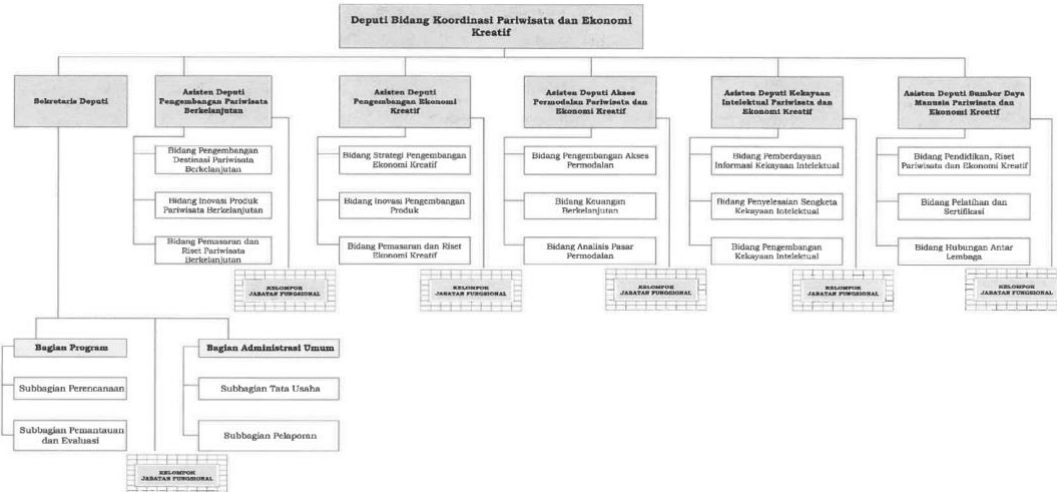 Deputi Bidang Koordinasi Pariwisata dan Ekonomi
Kreatif
Sekretaris Deputi
Asisten Deputi
Pengembangan Pariwisata
Berkelanjutan
Asisten Deputi
Pengembangan Ekonomi
Kreatif
Asisten Deputi Akses
Permodalan Pariwisata dan
Ekonomi Kreatif
Asisten Deputi Kekayaan
Intelektual Pariwisata dan
Ekonomi Kreatif
Asisten Deputi Sumber Daya
Manusia Pariwisata dan
Ekonomi Kreatif
Bidang Pengembangan
Destinasi Pariwisata
Berkelanjutan
Bidang Inovasi Produk
Pariwisata Berkelanjutan
Bidang Pemasaran dan
Riset Pariwisata
Berkelanjutan
KELOMPOK
JABATAN FUNGSIONAL
Bidang Strategi Pengembangan
Ekonomi Kreatif
Bidang Inovasi Pengembangan
Produk
Bidang Pemasaran dan Riset
Ekonomi Kreatif
KELOMPOK
JABATAN FUNGSIONAL
Bidang Pengembangan Akses
Permodalan
Bidang Keuangan
Berkelanjutan
Bidang Analisis Pasar
Permodalan
KELOMPOK
JABATAN FUNGSIONAL
Bidang Pemberdayaan
Informasi Kekayaan Intelektual
Bidang Penyelesaian Sengketa
Kekayaan Intelektual
Bidang Pengembangan
Kekayaan Intelektual
KELOMPOK
JABATAN FUNGSIONAL
Bidang Pendidikan, Riset
Pariwisata dan Ekonomi Kreatif
Bidang Pelatihan dan
Sertifikasi
Bidang Hubungan Antar
Lembaga
KELOMPOK
JABATAN FUNGSIONAL
Bagian Program
Subbagian Perencanaan
Subbagian Pemantauan
dan Evaluasi
Bagian Administrasi Umum
Subbagian Tata Usaha
Subbagian Pelaporan
KELOMPOK
JABATAN FUNGSIONAL